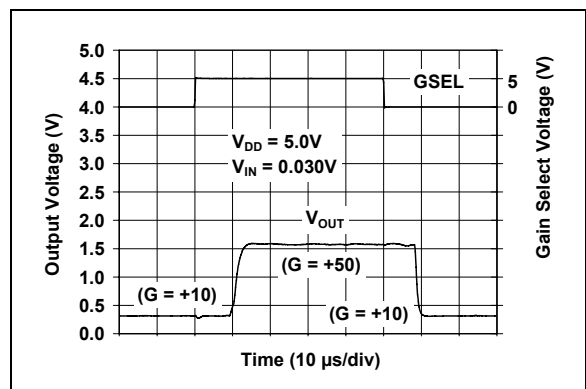 5.0
4.5
4.0
3.5
3.0
2.5
2.0
1.5
1.0
0.5
0.0
Output Voltage (V)
GSEL
5
0
Gain Select Voltage (V)
VDD = 5.0V
VIN = 0.030V
VOUT
(G = +50)
(G = +10)
(G = +10)
Time (10 µs/div)